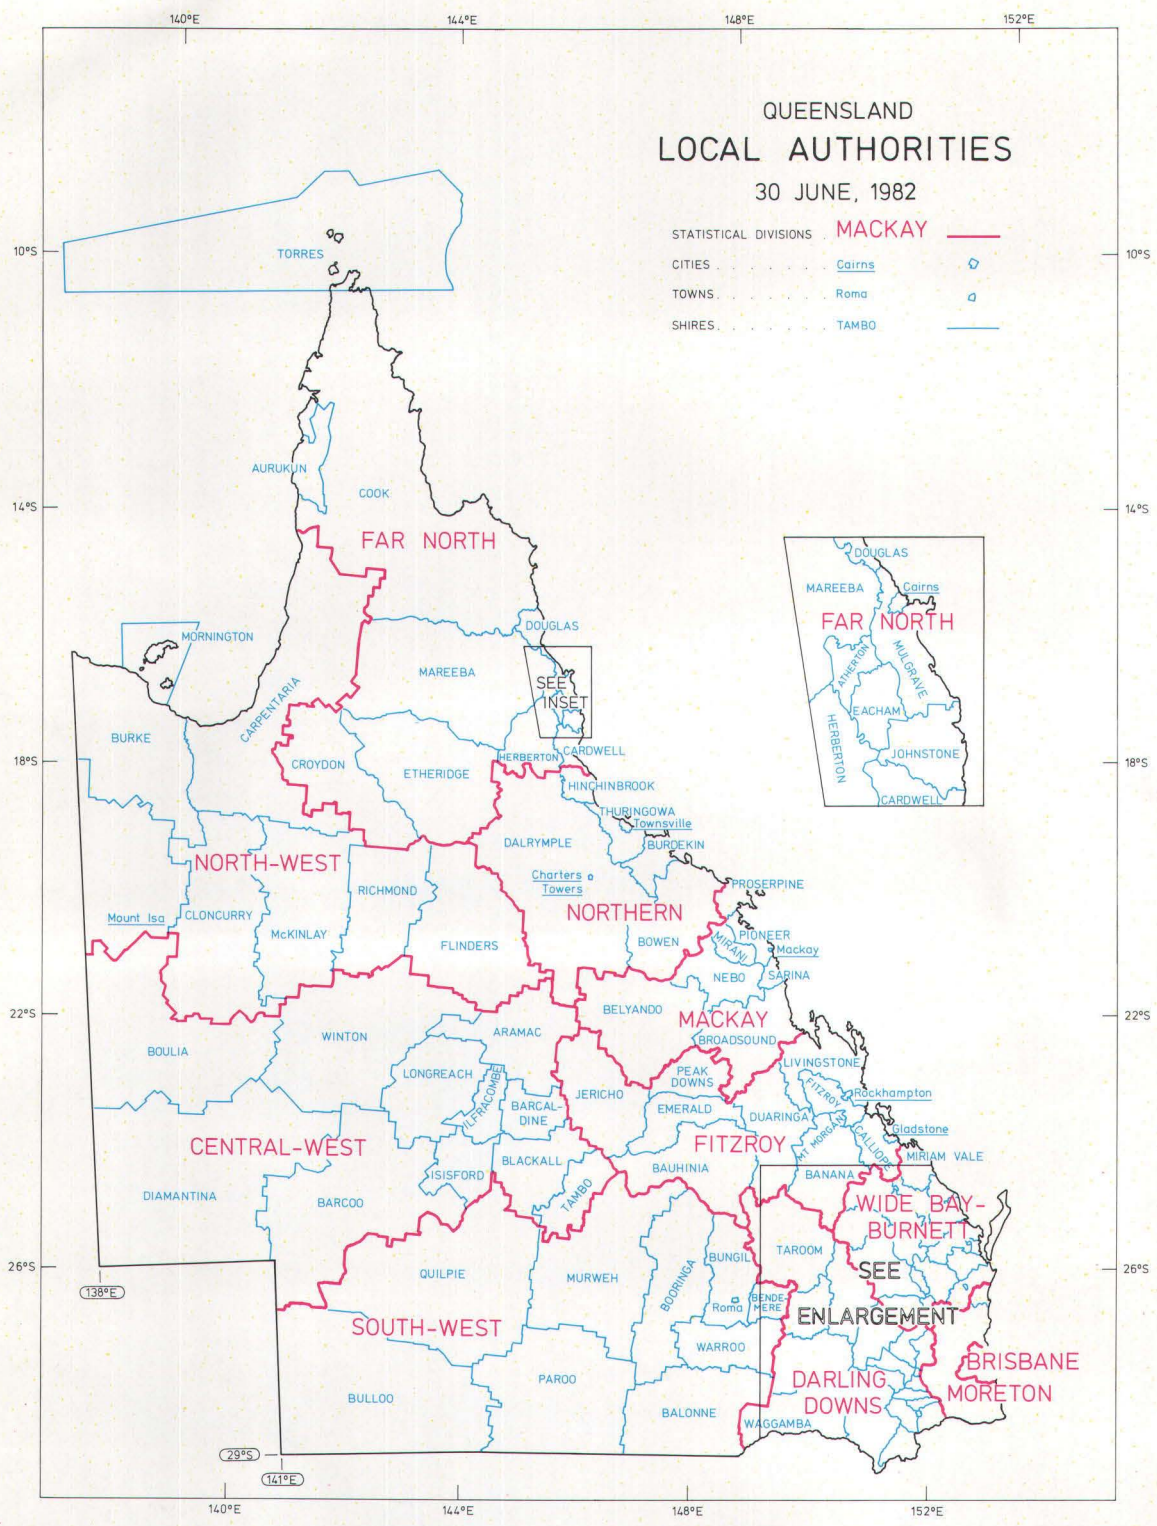 140°E 144°E 148°E 152°E
QUEENSLAND
LOCAL AUTHORITIES
30 JUNE, 1982
STATISTICAL DIVISIONS . MACKAY
CITIES . . . . . . . Cairns
TOWNS. . . . . . . Roma
SHIRES. . . . . . . TAMBO
10°S
10°S
TORRES
AURUKUN
COOK
14°S
14°S
FAR NORTH
DOUGLAS
MAREEBA
Cairns
FAR NORTH
ATHERTON
MULGRAVE
EACHAM
HERBERTON
JOHNSTONE
CARDWELL
MORNINGTON
DOUGLAS
MAREEBA
SEE
INSET
CARPENTARIA
BURKE
18°S
18°S
CROYDON
ETHERIDGE
HERBERTON
CARDWELL
HINCHINBROOK
THURINGOWA
Townsville
DALRYMPLE
BURDEKIN
NORTH-WEST
RICHMOND
Charters
Towers
PROSERPINE
Mount Isa
CLONCURRY
McKINLAY
FLINDERS
NORTHERN
BOWEN
MIRANI
PIONEER
Mackay
NEBO
SARINA
22°S
22°S
BELYANDO
MACKAY
BROADSOUND
WINTON
ARAMAC
BOULIA
LONGREACH
ILFRACOMBE
BARCAL-
DINE
JERICHO
PEAK
DOWNS
LIVINGSTONE
FITZROY
Rockhampton
EMERALD
DUARINGA
MT MORGAN
Gladstone
CALLIOPE
MIRIAM VALE
CENTRAL-WEST
FITZROY
ISISFORD
BLACKALL
TAMBO
BAUHINIA
BANANA
DIAMANTINA
BARCOO
WIDE BAY-
BURNETT
26°S
26°S
138°E
QUILPIE
MURWEH
BOORINGA
BUNGIL
TAROOM
SEE
ENLARGEMENT
Roma
BENDE-
MERE
SOUTH-WEST
WARROO
BRISBANE
MORETON
DARLING
DOWNS
BULLOO
PAROO
BALONNE
WAGGAMBA
29°S
141°E
140°E 144°E 148°E 152°E